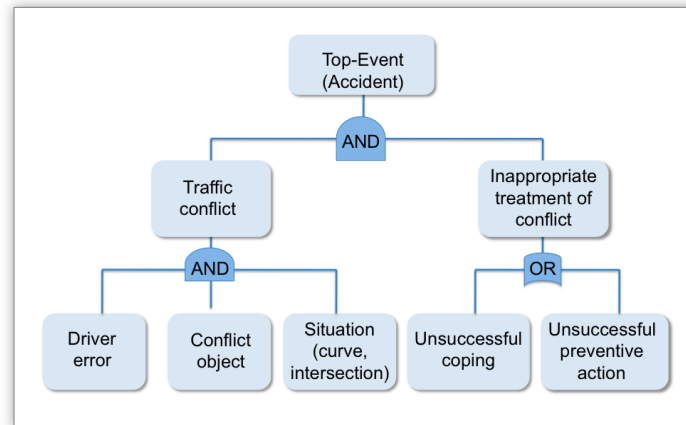 Top-Event
(Accident)
AND
Traffic
conflict
Inappropriate
treatment of
conflict
AND
OR
Driver
error
Conflict
object
Situation
(curve,
intersection)
Unsuccessful
coping
Unsuccessful
preventive
action